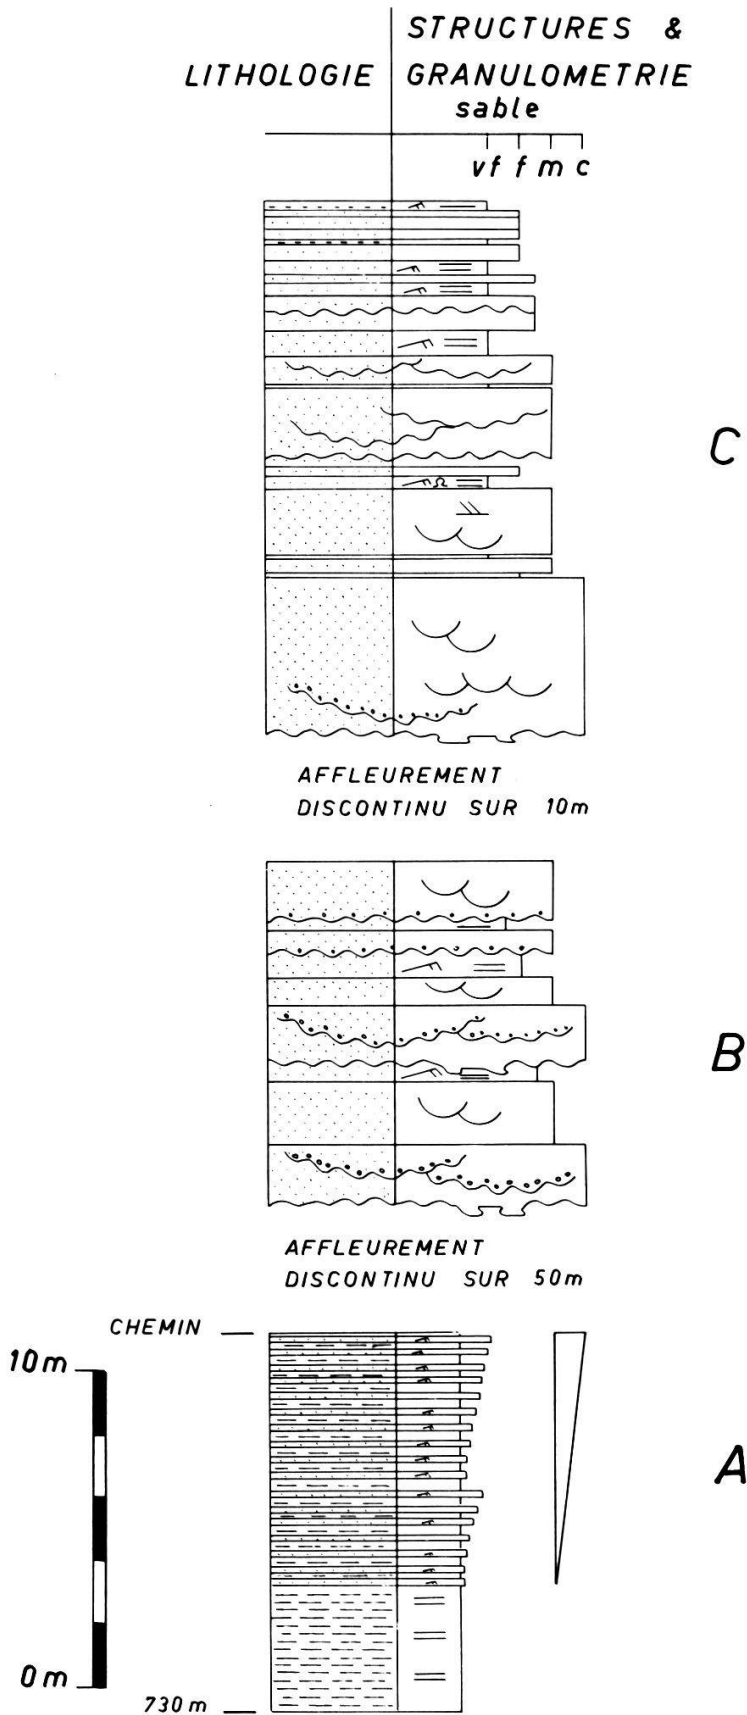 LITHOLOGIE
STRUCTURES &
GRANULOMETRIE
sable
vf f m c
C
AFFLEUREMENT
DISCONTINU SUR 10m
B
AFFLEUREMENT
DISCONTINU SUR 50m
CHEMIN
10m
A
0m
730m